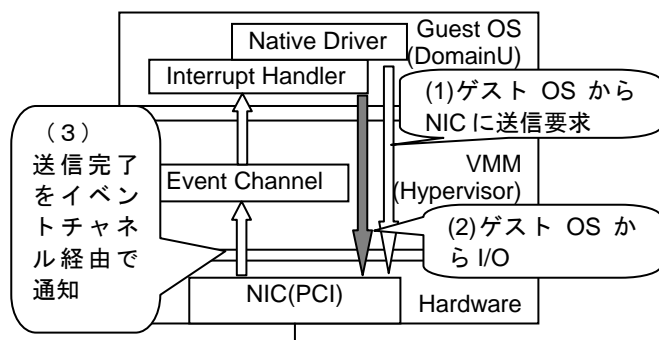 Guest OS
(DomainU)
Native Driver
Interrupt Handler
(1)ゲスト OS から
NIC に送信要求
（３）
送信完了
をイベン
トチャネ
ル経由で
通知
Event Channel
VMM
(Hypervisor)
(2)ゲスト OS か
ら I/O
NIC(PCI)
Hardware